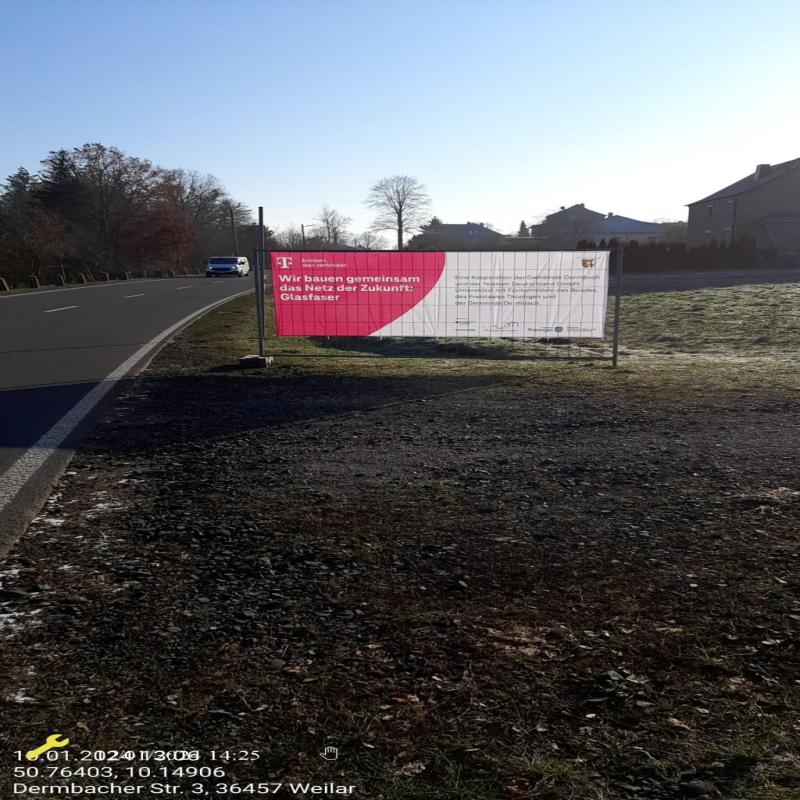 T Erleben,
was verbindet.
Wir bauen gemeinsam
das Netz der Zukunft:
Glasfaser
Eine Kooperation der Gemeinde
und der Telekom Deutschland GmbH
Unterstützt mit Fördermitteln des Bundes,
des Freistaates Thüringen und
der Gemeinde
14:25
50.76403, 10.14906
Dermbacher Str. 3, 36457 Weilar